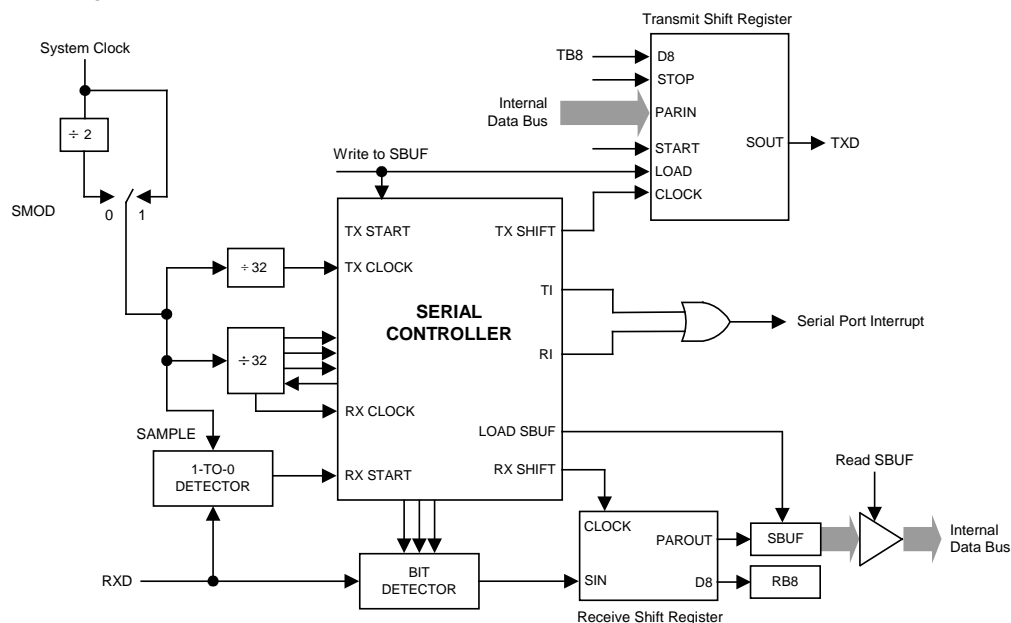 Transmit Shift Register
System Clock
TB8
D8
STOP
Internal
Data Bus
PARIN
÷ 2
SOUT
TXD
START
Write to SBUF
LOAD
CLOCK
SMOD
0
1
TX START
TX SHIFT
÷32
TX CLOCK
TI
SERIAL
CONTROLLER
Serial Port Interrupt
÷32
RI
RX CLOCK
SAMPLE
LOAD SBUF
1-TO-0
DETECTOR
RX START
RX SHIFT
Read SBUF
CLOCK
PAROUT
SBUF
Internal
Data Bus
RXD
BIT
DETECTOR
SIN
D8
RB8
Receive Shift Register